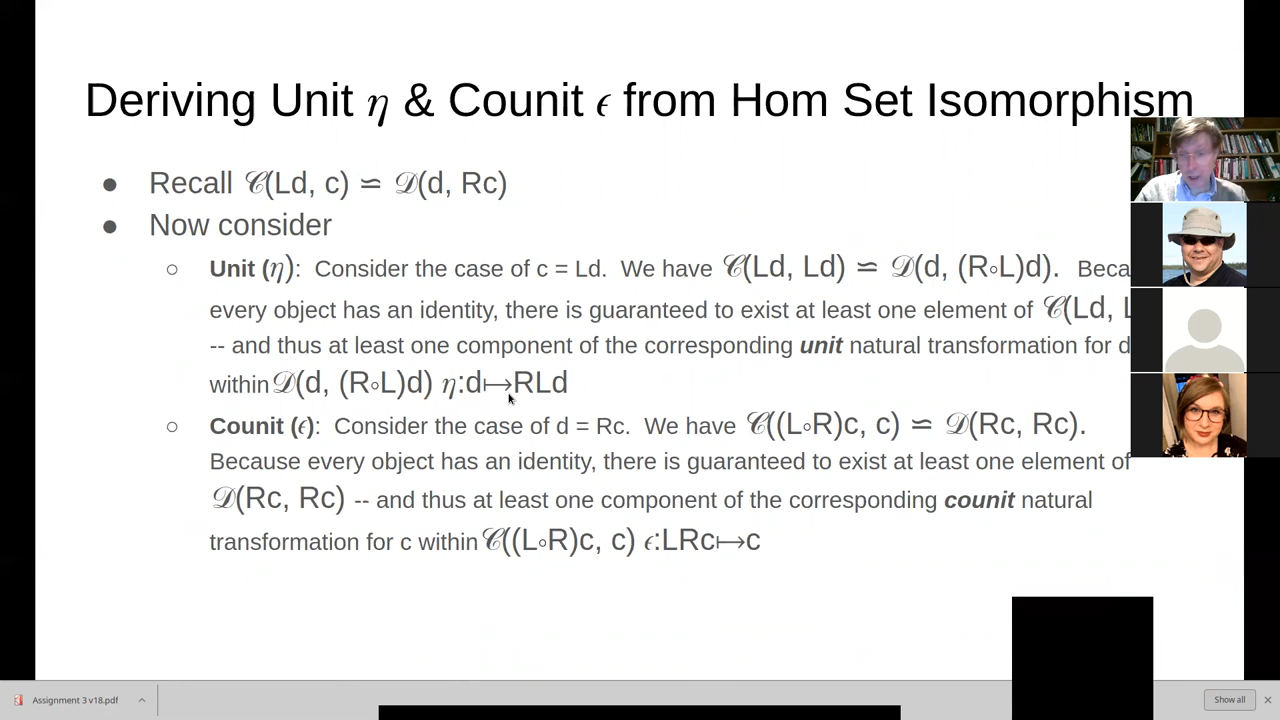 Deriving Unit η & Counit ϵ from Hom Set Isomorphism
● Recall 𝒞(Ld, c) ⋍ 𝒟(d, Rc)
● Now consider
○ Unit (η): Consider the case of c = Ld. We have 𝒞(Ld, Ld) ⋍ 𝒟(d, (R∘L)d). Beca
every object has an identity, there is guaranteed to exist at least one element of 𝒞(Ld, L
-- and thus at least one component of the corresponding unit natural transformation for d
within𝒟(d, (R∘L)d) η:d↦RLd
○ Counit (ϵ): Consider the case of d = Rc. We have 𝒞((L∘R)c, c) ⋍ 𝒟(Rc, Rc).
Because every object has an identity, there is guaranteed to exist at least one element of
𝒟(Rc, Rc) -- and thus at least one component of the corresponding counit natural
transformation for c within𝒞((L∘R)c, c) ϵ:LRc↦c
Assignment 3 v18.pdf
Show all